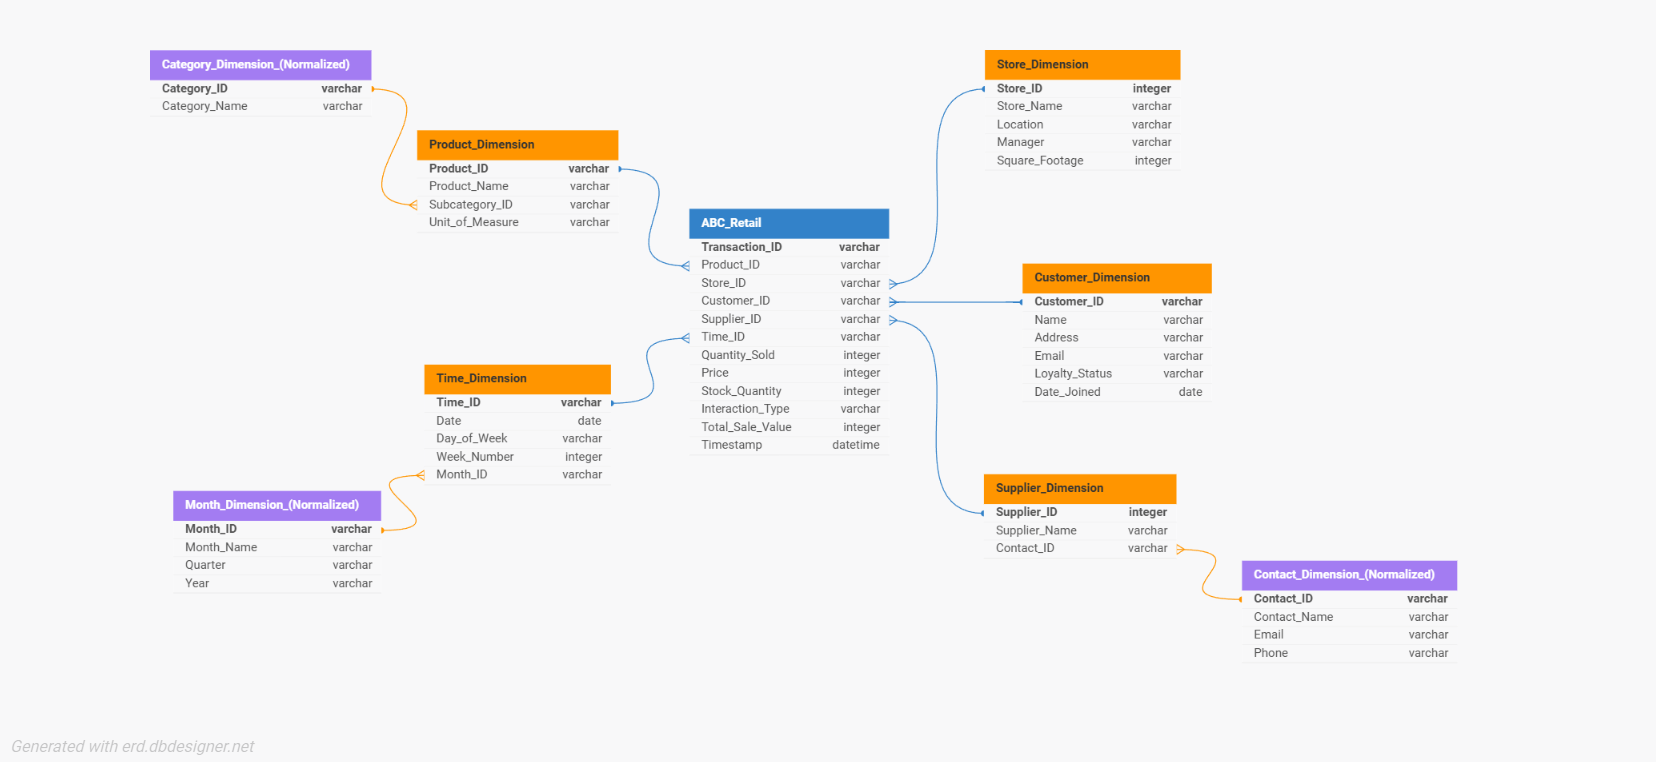 Category_Dimension_(Normalized)
Category_ID varchar
Category_Name varchar
Product_Dimension
Product_ID varchar
Product_Name varchar
Subcategory_ID varchar
Unit_of_Measure varchar
Time_Dimension
Time_ID varchar
Date date
Day_of_Week varchar
Week_Number integer
Month_ID varchar
Month_Dimension_(Normalized)
Month_ID varchar
Month_Name varchar
Quarter varchar
Year varchar
ABC_Retail
Transaction_ID varchar
Product_ID varchar
Store_ID varchar
Customer_ID varchar
Supplier_ID varchar
Time_ID varchar
Quantity_Sold integer
Price integer
Stock_Quantity integer
Interaction_Type varchar
Total_Sale_Value integer
Timestamp datetime
Store_Dimension
Store_ID integer
Store_Name varchar
Location varchar
Manager varchar
Square_Footage integer
Customer_Dimension
Customer_ID varchar
Name varchar
Address varchar
Email varchar
Loyalty_Status varchar
Date_Joined date
Supplier_Dimension
Supplier_ID integer
Supplier_Name varchar
Contact_ID varchar
Contact_Dimension_(Normalized)
Contact_ID varchar
Contact_Name varchar
Email varchar
Phone varchar
Generated with erd.dbdesigner.net